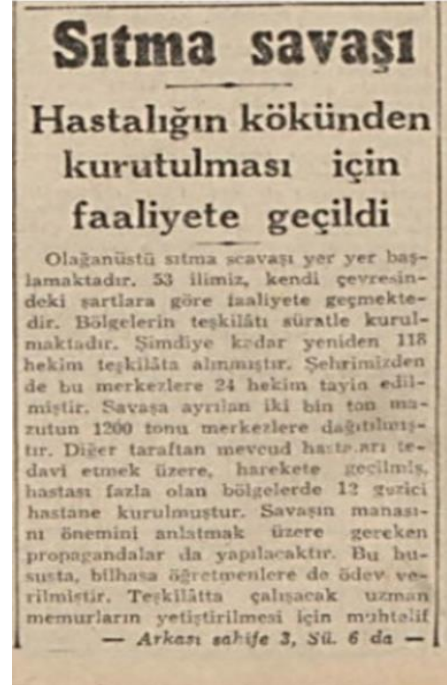 Sıtma savaşı
Hastalığın kökünden
kurutulması için
faaliyete geçildi
Olağanüstü sıtma scavaşı yer yer baş-
lamaktadır. 53 ilimiz, kendi çevresin-
deki şartlara göre faaliyete geçmekte-
dir. Bölgelerin teşkilâtı süratle kurul-
maktadır. Şimdiye kadar yeniden 118
hekim teşkilâta alınmıştır. Şehrimizden
de bu merkezlere 24 hekim tayin edil-
miştir. Savaşa ayrılan iki bin ton ma-
zutun 1200 tonu merkezlere dağıtılmış-
tır. Diğer taraftan mevcud hastaları te-
davi etmek üzere, harekete geçilmiş,
hastası fazla olan bölgelerde 12 gezici
hastane kurulmuştur. Savaşın manası-
nı önemini anlatmak üzere gereken
propagandalar da yapılacaktır. Bu hu-
susta, bilhasa öğretmenlere de ödev ve-
rilmiştir. Teşkilâtta çalışacak uzman
memurların yetiştirilmesi için muhtelif
— Arkası sahife 3, Sü. 6 da —